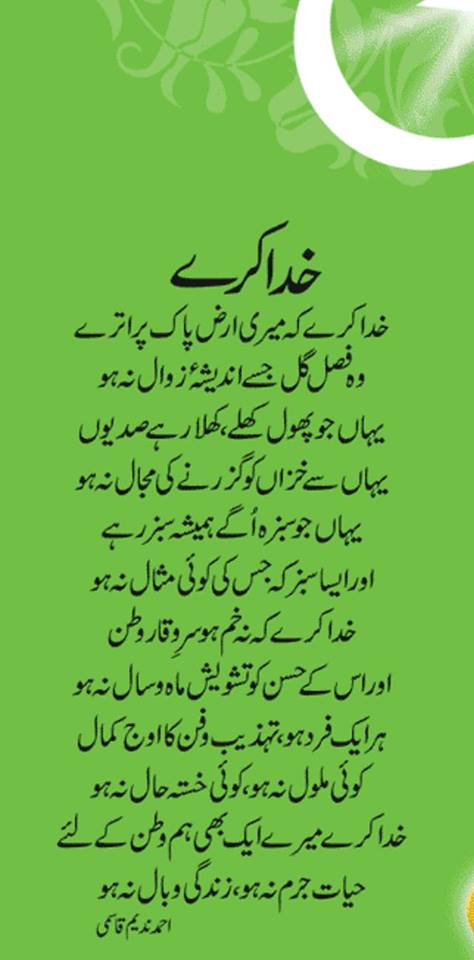 خدا کرے
خدا کرے کہ میری ارض پاک پر اترے
وہ فصل گل جسے اندیشۂ زوال نہ ہو
یہاں جو پھول کھلے، کھلا رہے صدیوں
یہاں سے خزاں کو گزرنے کی مجال نہ ہو
یہاں جو سبزہ اُگے ہمیشہ سبز رہے
اور ایسا سبز کہ جس کی کوئی مثال نہ ہو
خدا کرے کہ نہ خم ہو سرِ وقار وطن
اور اس کے حسن کو تشویش ماہ و سال نہ ہو
ہر ایک فرد ہو، تہذیب و فن کا اوج کمال
کوئی ملول نہ ہو، کوئی خستہ حال نہ ہو
خدا کرے میرے ایک بھی ہم وطن کے لئے
حیات جرم نہ ہو، زندگی وبال نہ ہو
احمد ندیم قاسمی